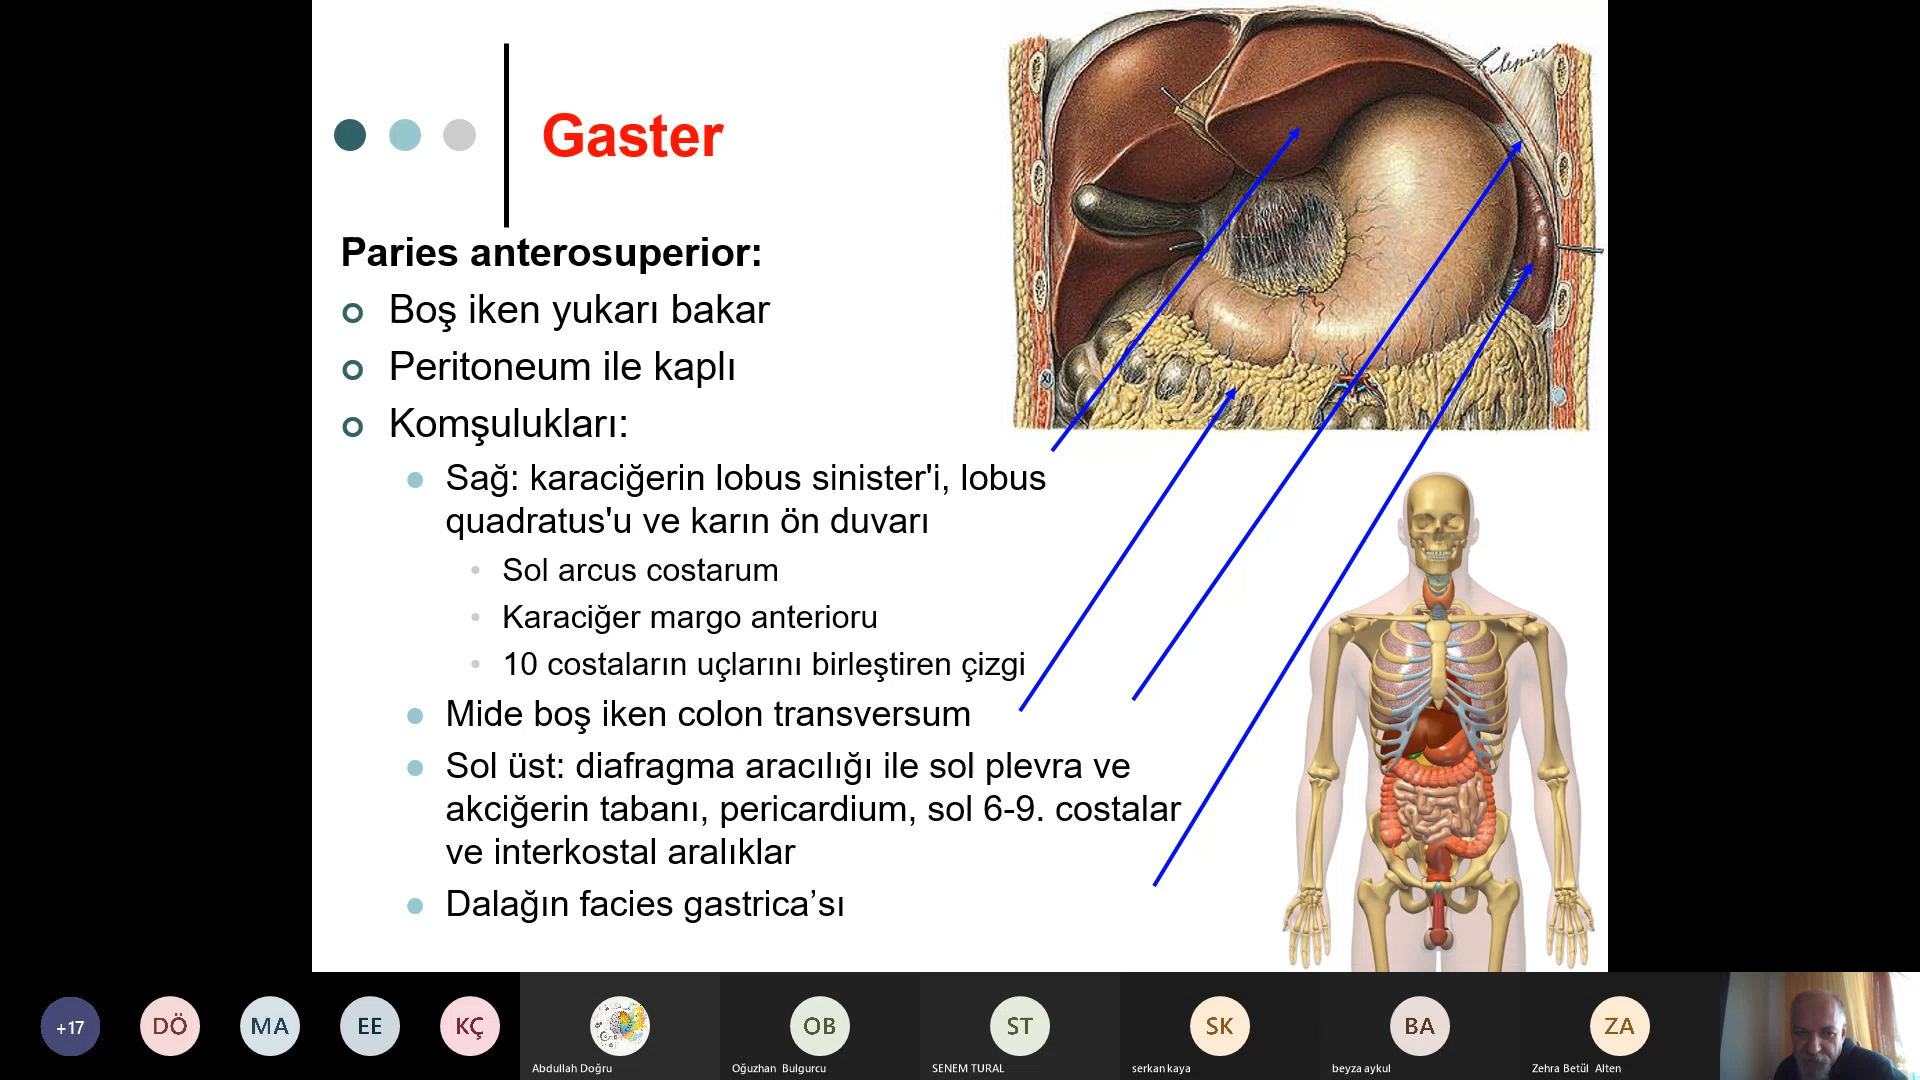 Gaster
Paries anterosuperior:
Boş iken yukarı bakar
Peritoneum ile kaplı
Komşulukları:
Sağ: karaciğerin lobus sinister'i, lobus
quadratus'u ve karın ön duvarı
Sol arcus costarum
Karaciğer margo anterioru
10 costaların uçlarını birleştiren çizgi
Mide boş iken colon transversum
Sol üst: diafragma aracılığı ile sol plevra ve
akciğerin tabanı, pericardium, sol 6-9. costalar
ve interkostal aralıklar
Dalağın facies gastrica’sı
+17
DÖ
MA
EE
KÇ
OB
ST
SK
BA
ZA
Abdullah Doğru
Oğuzhan Bulgurcu
SENEM TURAL
serkan kaya
beyza aykul
Zehra Betül Alten